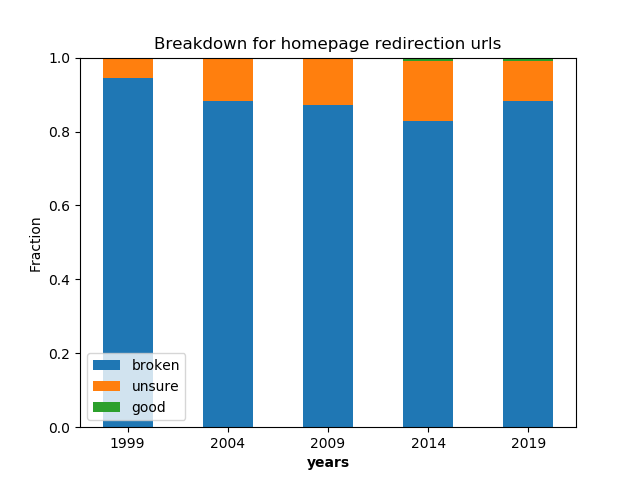 Breakdown for homepage redirection urls
1.0
0.8
0.6
0.4
0.2
0.0
Fraction
broken
unsure
good
1999 2004 2009 2014 2019
years